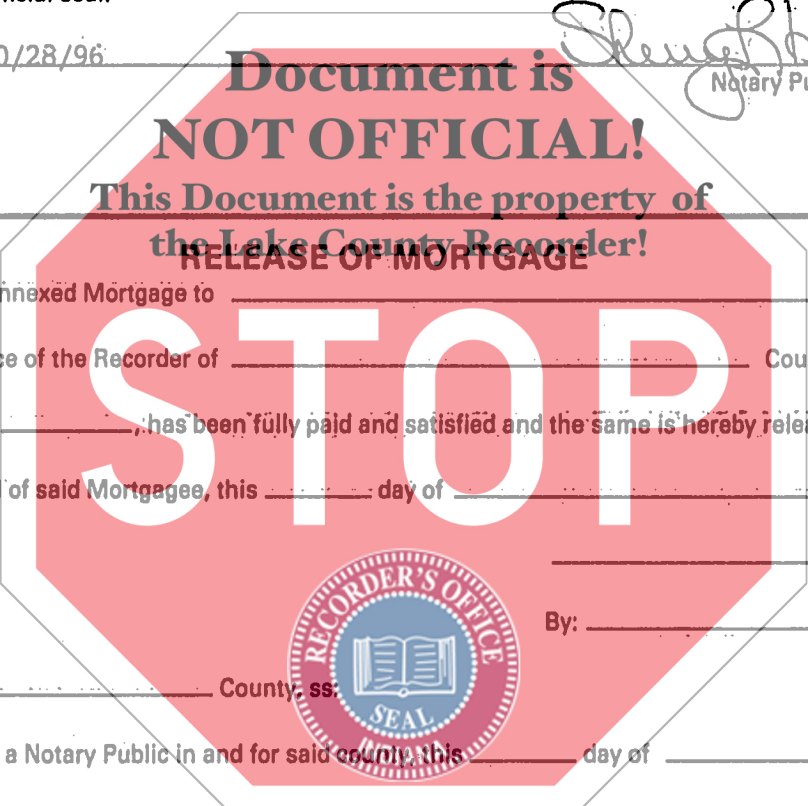 0/28/96
Notary Pu
Document is
NOT OFFICIAL!
This Document is the property of
the Lake County Recorder!
RELEASE OF MORTGAGE
nnexed Mortgage to
ce of the Recorder of Cou
, has been fully paid and satisfied and the same is hereby relea
of said Mortgagee, this day of
STOP
By:
RECORDER'S OFFICE
SEAL
INDIANA
County, ss:
a Notary Public in and for said county, this day of